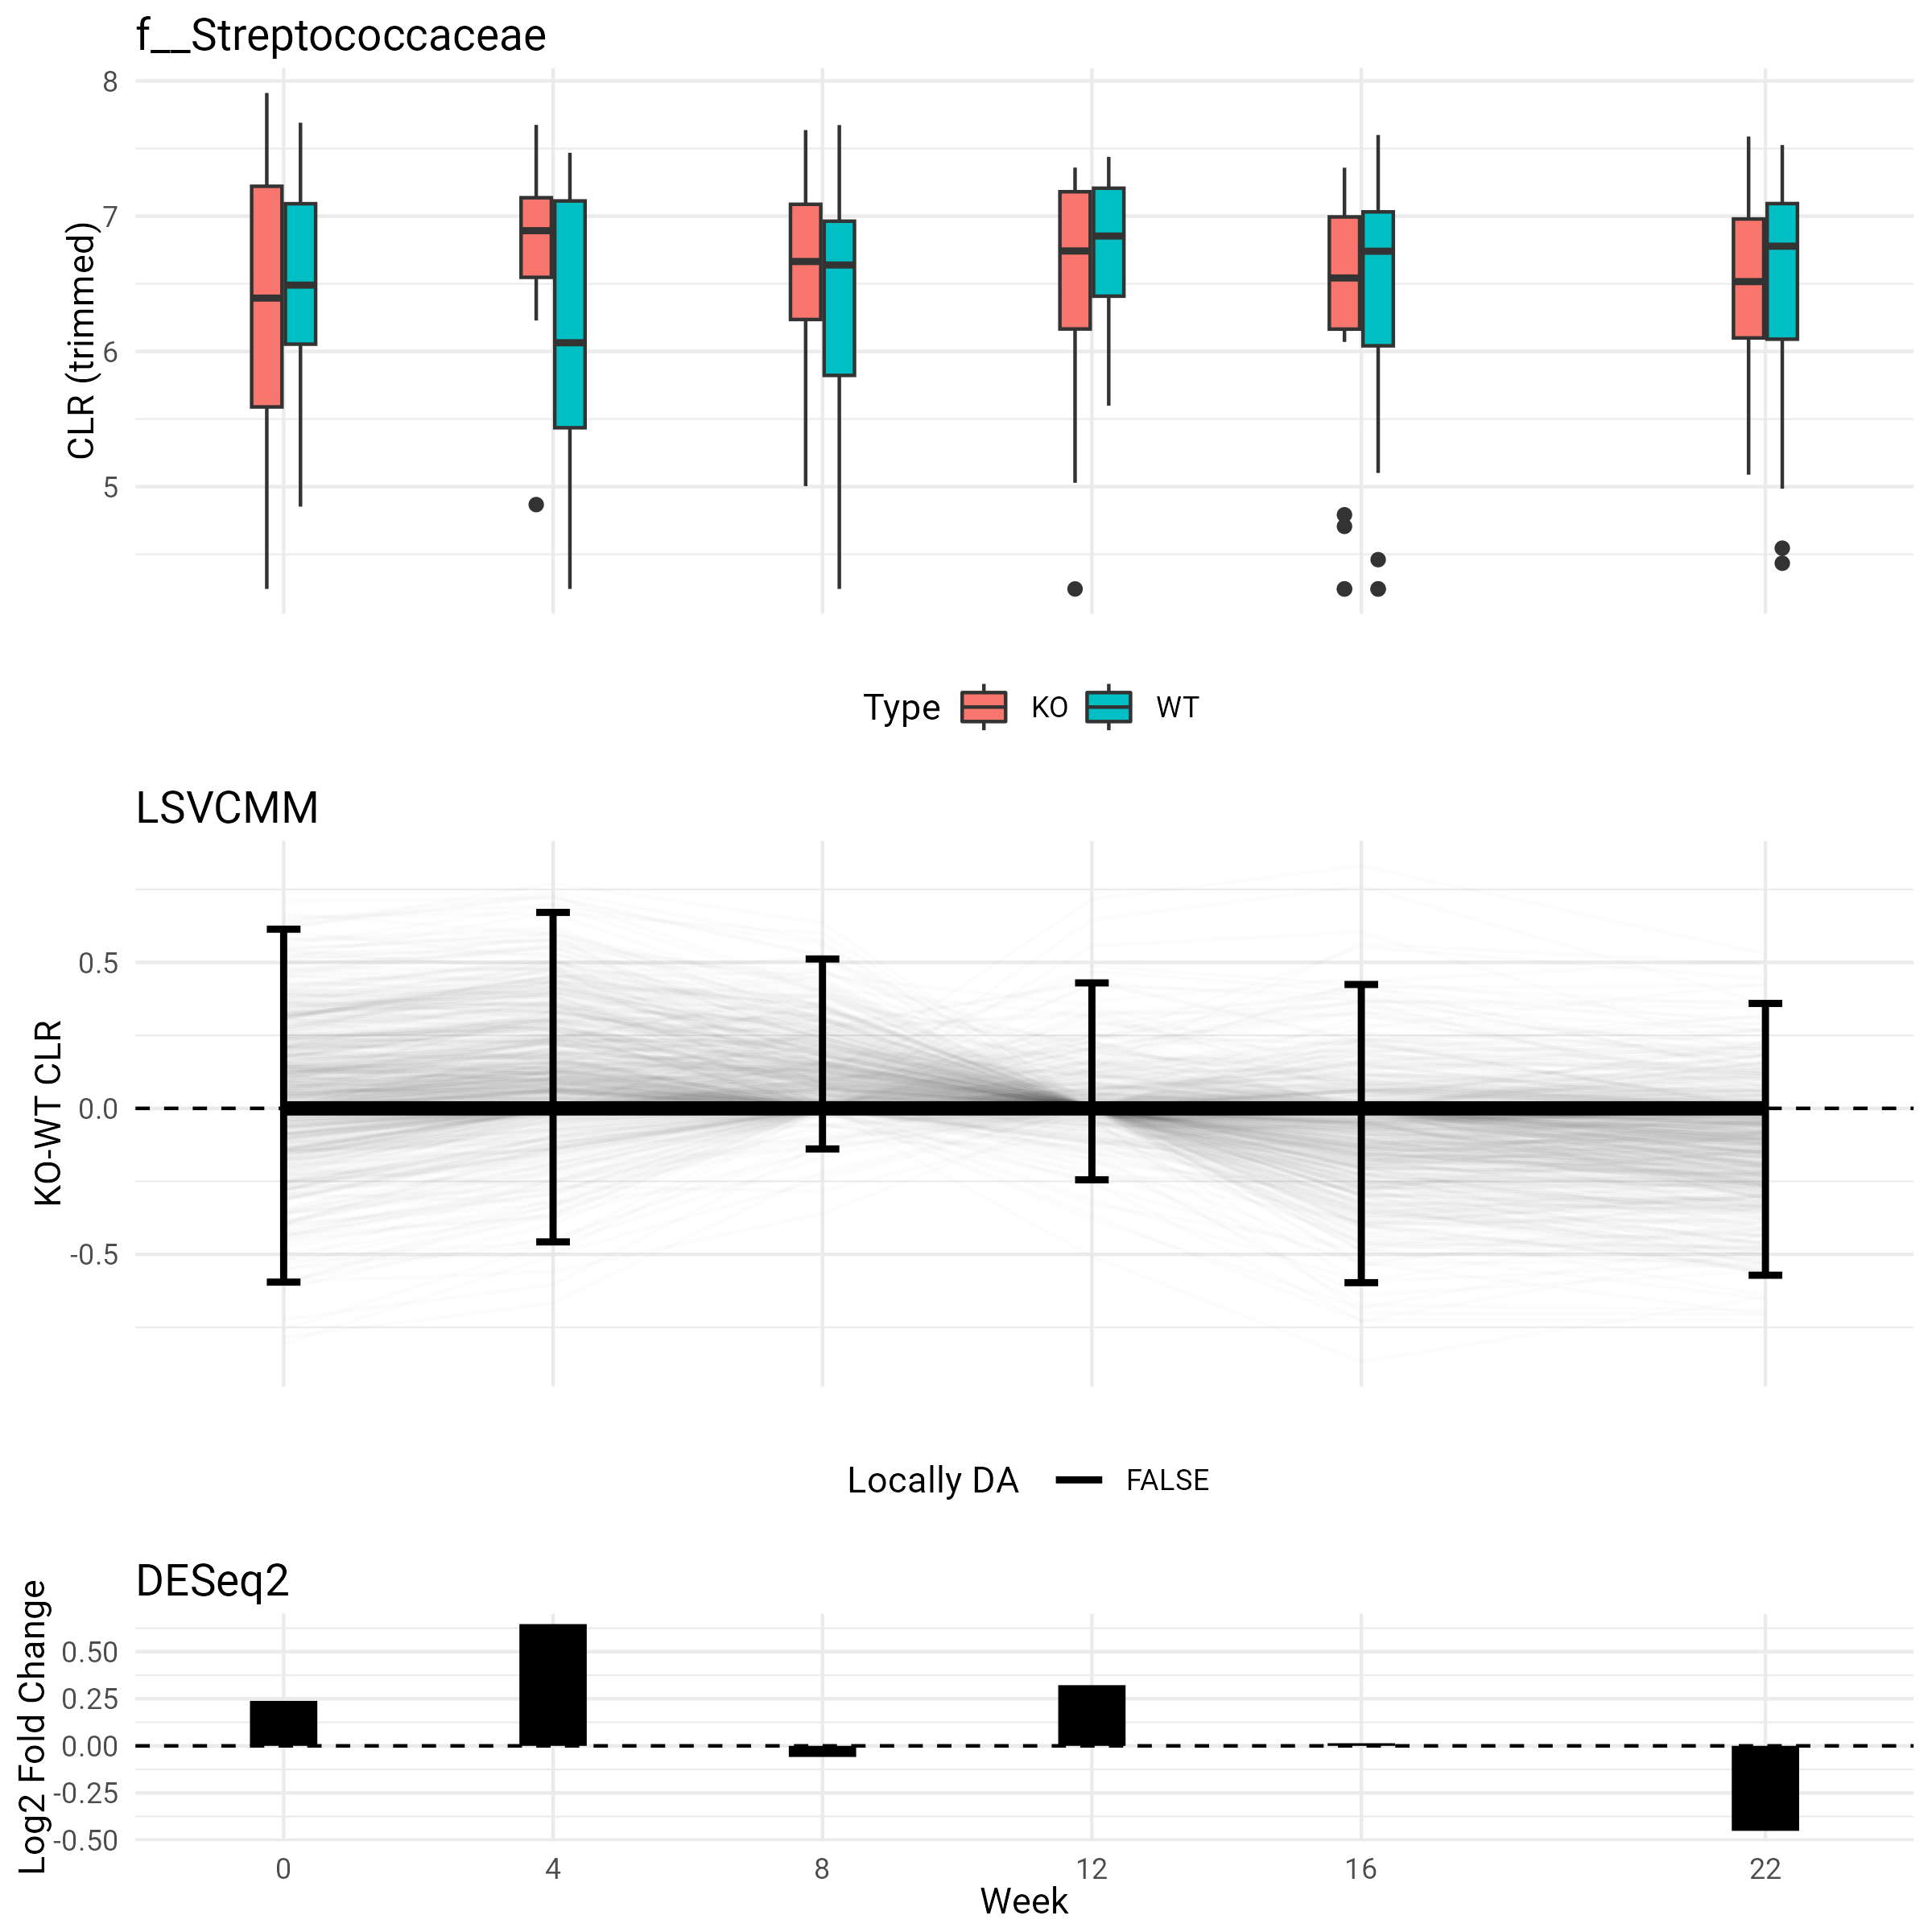 f__Streptococcaceae
8
7
6
5
CLR (trimmed)
Type KO WT
LSVCMM
0.5
0.0
-0.5
KO-WT CLR
Locally DA FALSE
DESeq2
0.50
0.25
0.00
-0.25
-0.50
Log2 Fold Change
0 4 8 12 16 22
Week